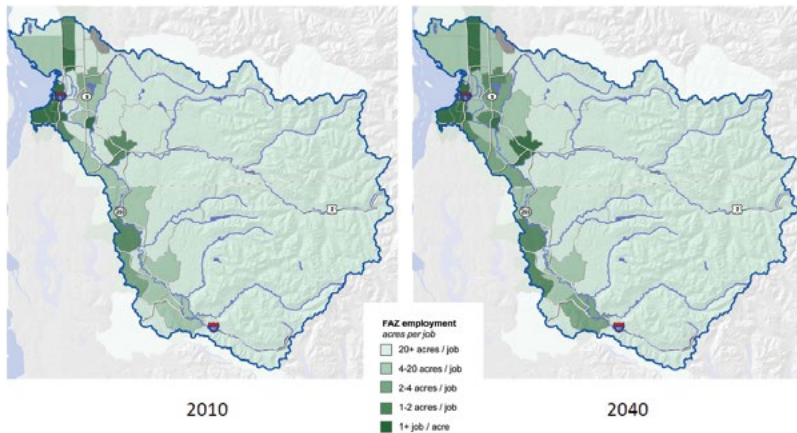 FAZ employment
acres per job
20+ acres / job
4-20 acres / job
2-4 acres / job
1-2 acres / job
1+ job / acre
2010
2040